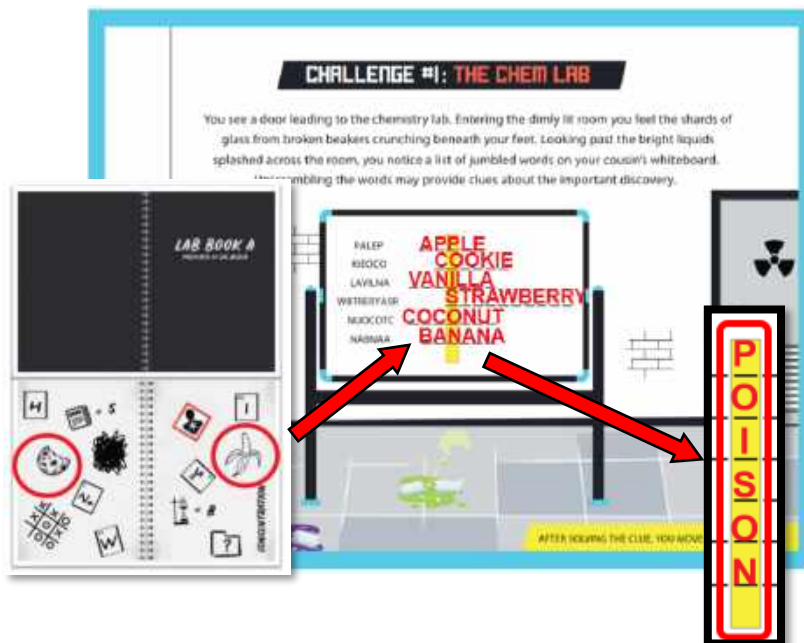 CHALLENGE #1: THE CHEM LAB
You see a door leading to the chemistry lab. Entering the dimly lit room you feel the shards of
glass from broken beakers crunching beneath your feet. Looking past the bright liquids
splashed across the room, you notice a list of jumbled words on your cousin's whiteboard.
Unscrambling the words may provide clues about the important discovery.
LAB BOOK A
PALEP APPLE
COOKIE
LAVILNA VANILLA
STRAWBERRY
NUOCOTC COCONUT
NABNAA BANANA
P
O
I
S
O
N
H
= 5
I
X
W
= 8
?
CONCENTRATION
AFTER SOLVING THE CLUE, YOU MOVE